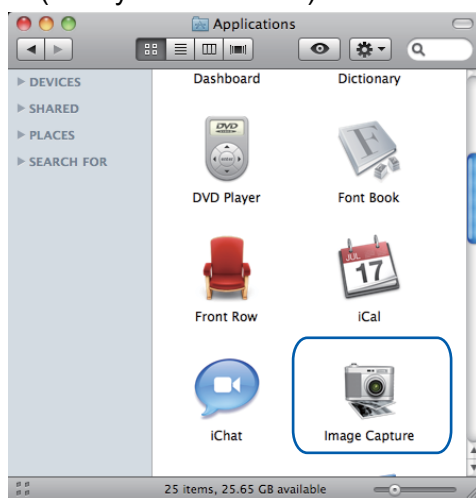 Applications
DEVICES
SHARED
PLACES
SEARCH FOR
Dashboard Dictionary
DVD
DVD Player Font Book
Front Row
JUL
17
iCal
iChat Image Capture
25 items, 25.65 GB available